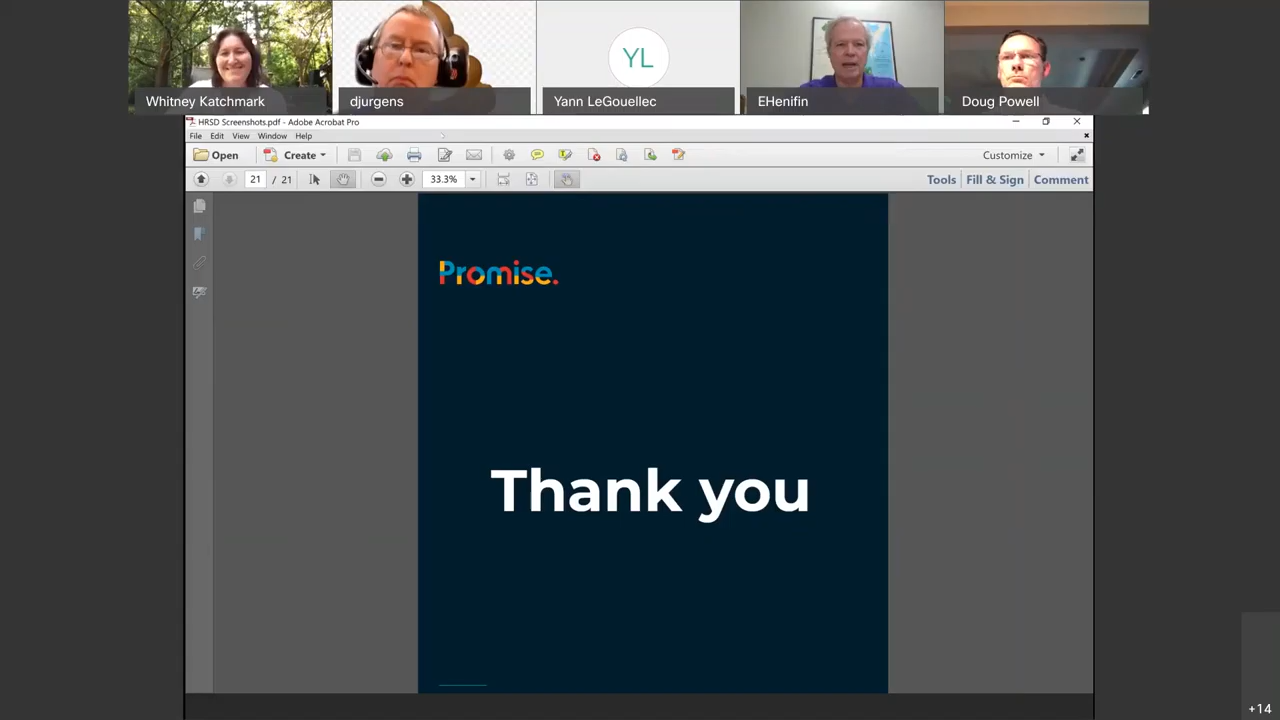 YL
Whitney Katchmark
djurgens
Yann LeGouellec
EHenifin
Doug Powell
HRSD Screenshots.pdf - Adobe Acrobat Pro
File Edit View Window Help
Open Create Customize
21 / 21 33.3% Tools Fill & Sign Comment
Promise.
Thank you
+14